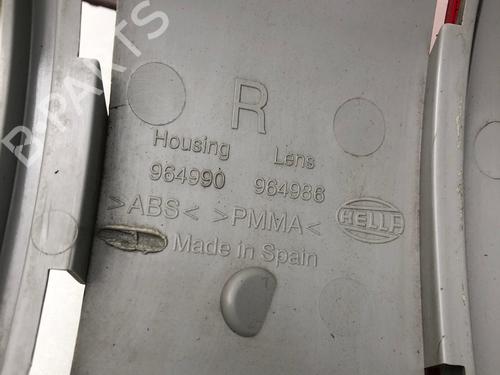 R
Housing Lens
964990 964986
>ABS< >PMMA<
HELLA
Made in Spain
B-PARTS